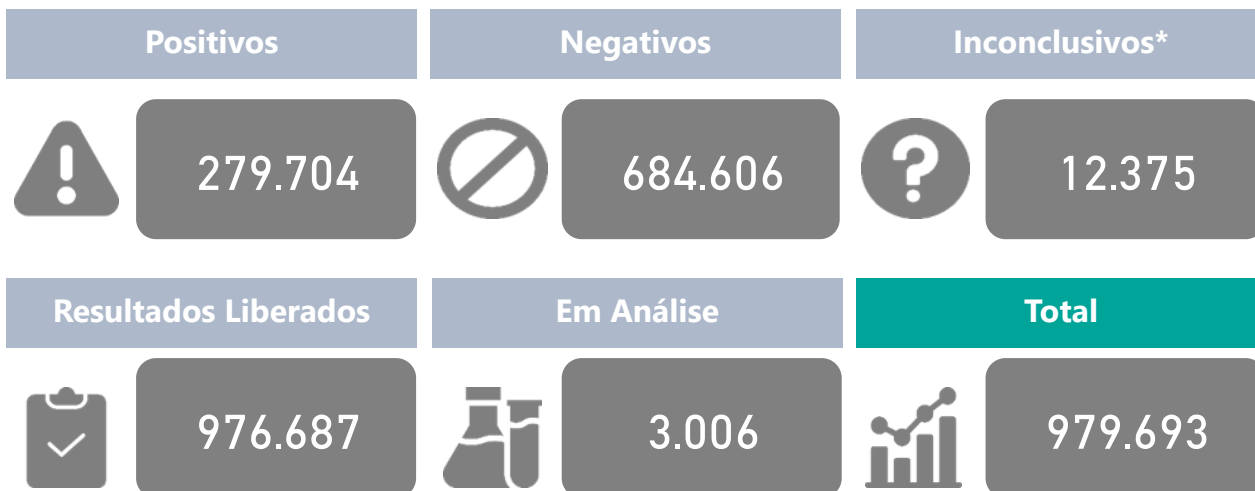 Positivos
Negativos
Inconclusivos*
279.704
684.606
12.375
Resultados Liberados
Em Análise
Total
976.687
3.006
979.693